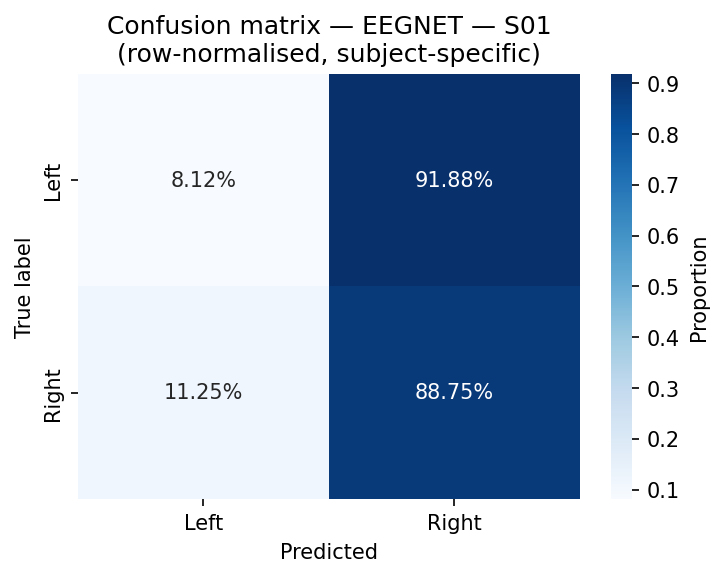 Confusion matrix — EEGNET — S01
(row-normalised, subject-specific)
True label
Left
Right
8.12%
91.88%
11.25%
88.75%
Left
Right
Predicted
0.9
0.8
0.7
0.6
0.5
0.4
0.3
0.2
0.1
Proportion